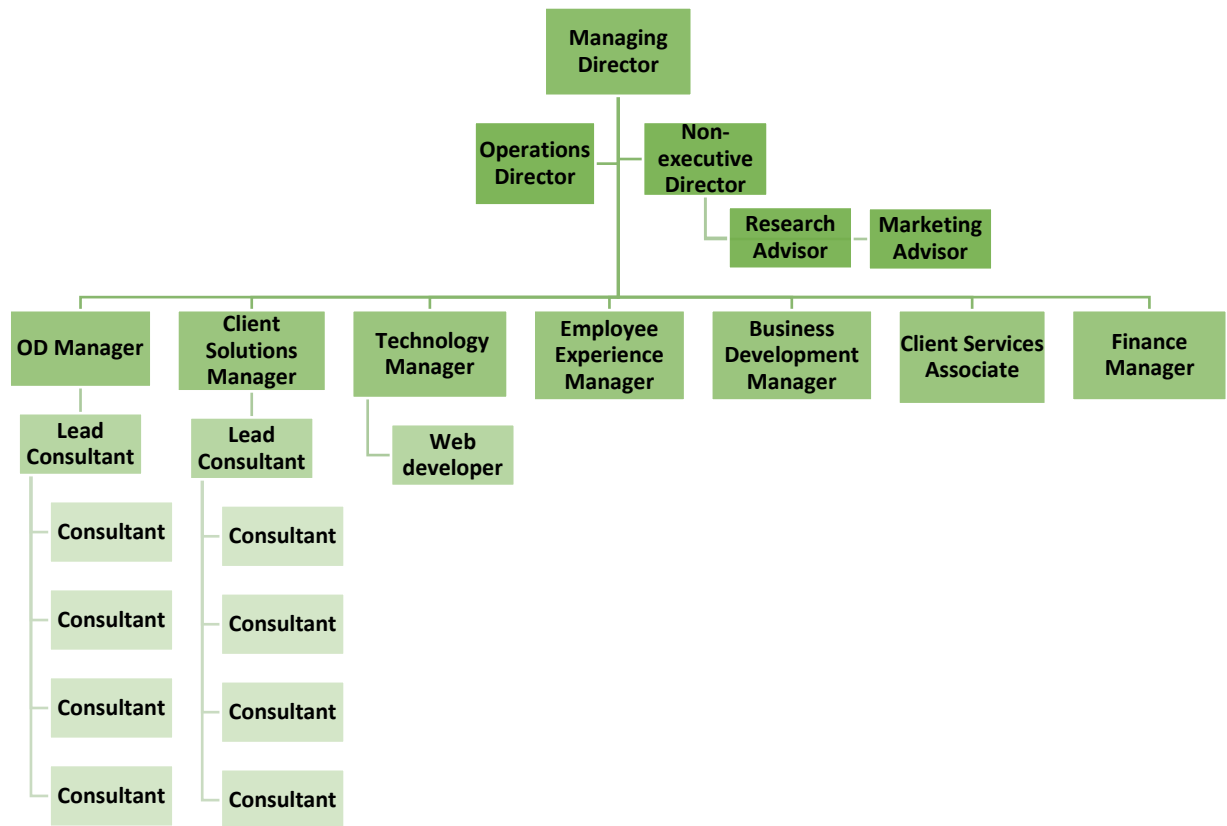 Managing
Director
Operations
Director
Non-
executive
Director
Research
Advisor
Marketing
Advisor
OD Manager
Client
Solutions
Manager
Technology
Manager
Employee
Experience
Manager
Business
Development
Manager
Client Services
Associate
Finance
Manager
Lead
Consultant
Lead
Consultant
Web
developer
Consultant
Consultant
Consultant
Consultant
Consultant
Consultant
Consultant
Consultant